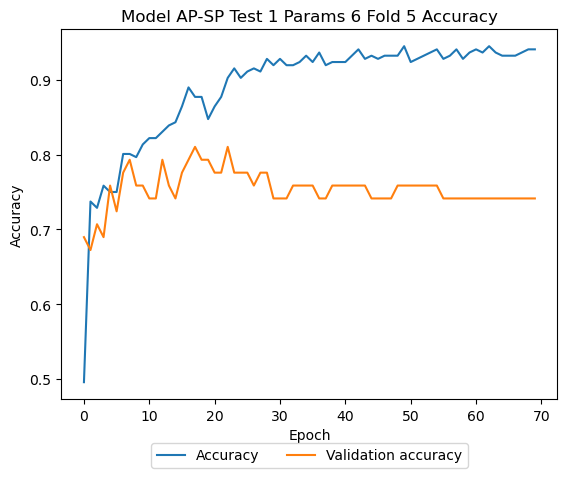 Model AP-SP Test 1 Params 6 Fold 5 Accuracy
Accuracy
0.9
0.8
0.7
0.6
0.5
0 10 20 30 40 50 60 70
Epoch
Accuracy Validation accuracy